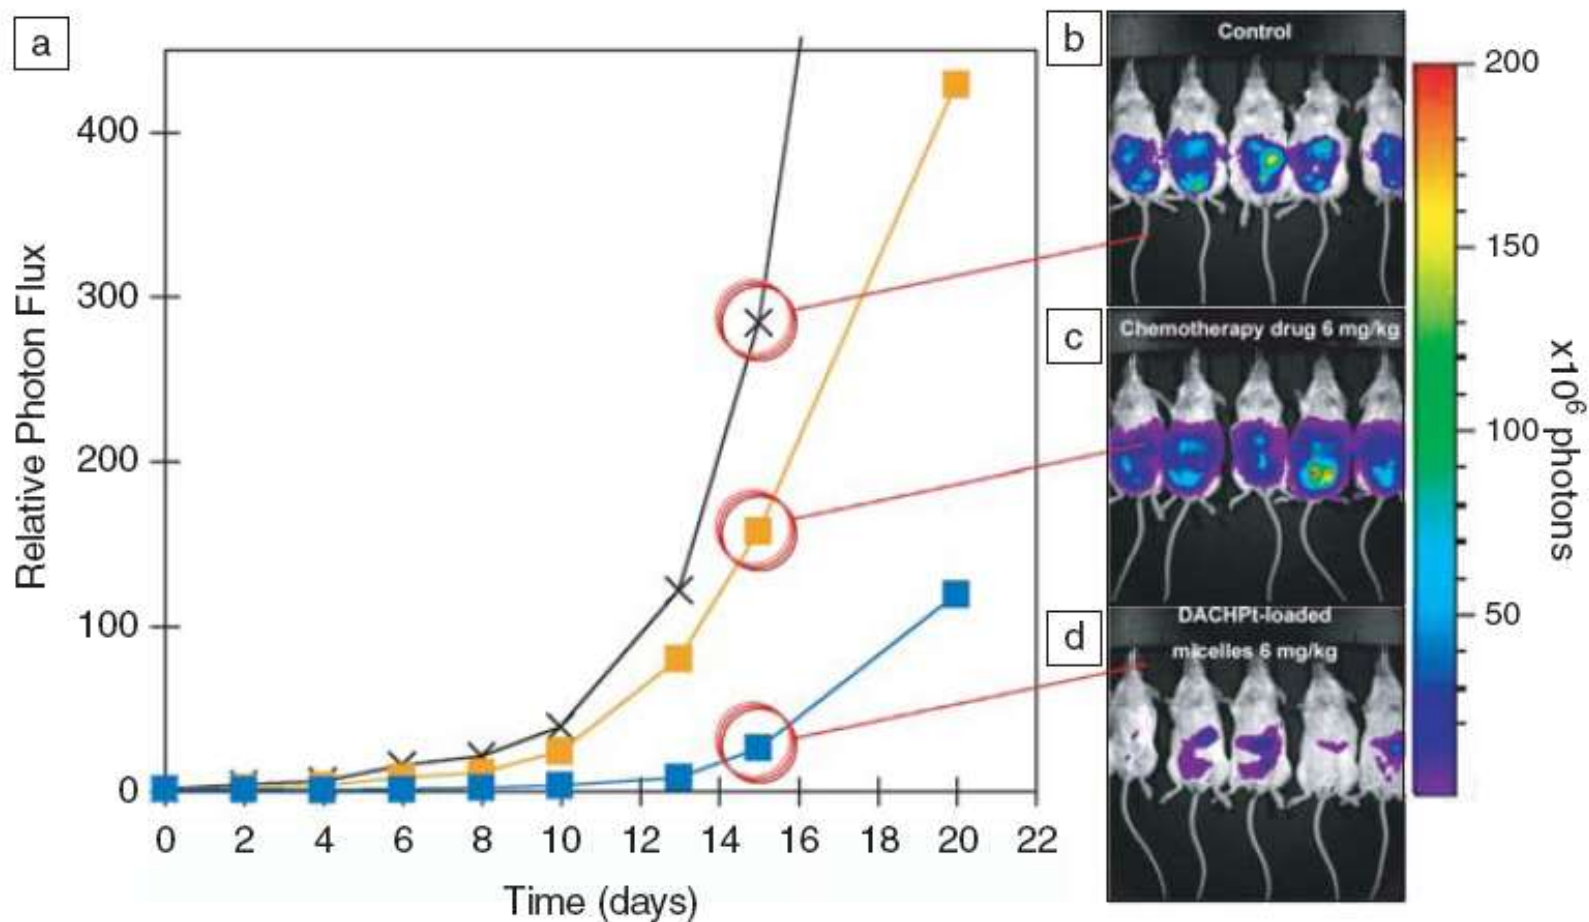 a
Relative Photon Flux
400
300
200
100
0
0 2 4 6 8 10 12 14 16 18 20 22
Time (days)
b
Control
c
Chemotherapy drug 6 mg/kg
d
DACHPt-loaded
micelles 6 mg/kg
200
150
100
50
x10⁶ photons